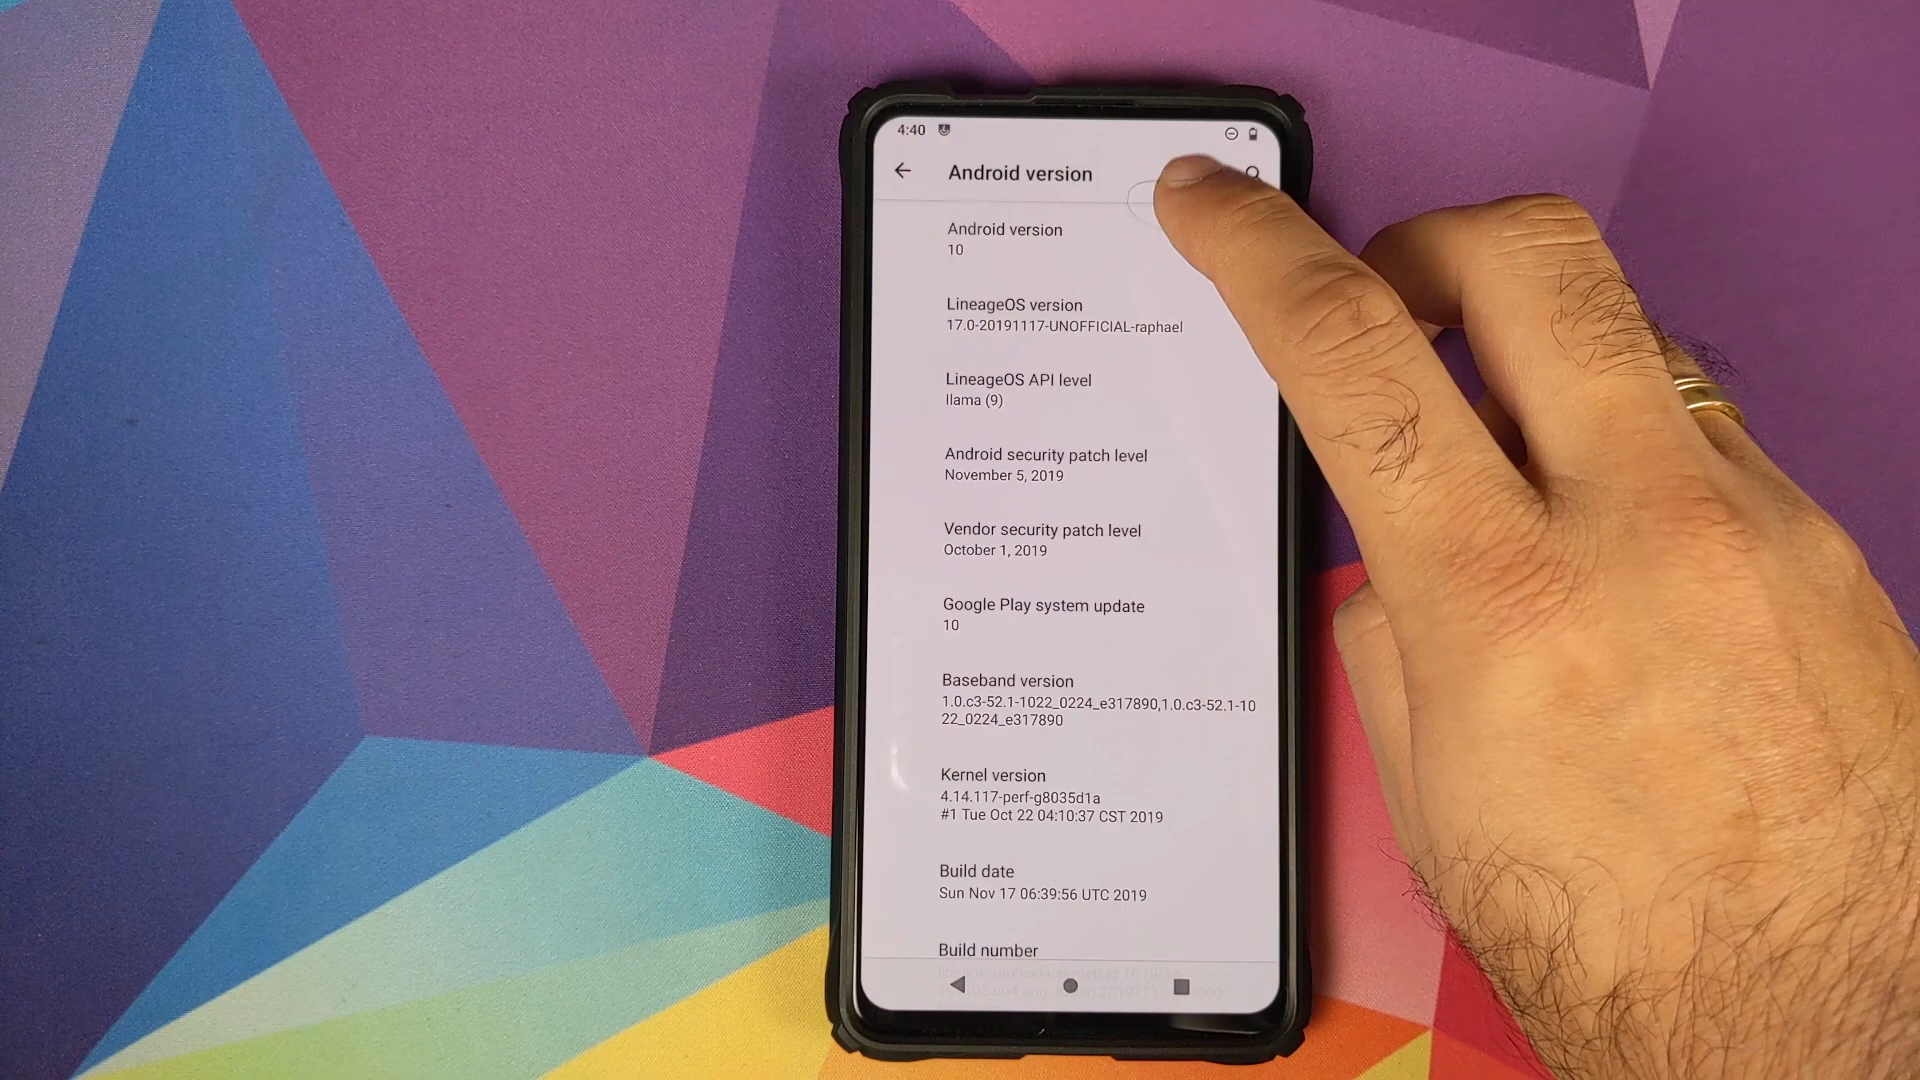 4:40
Android version
Android version
10
LineageOS version
17.0-20191117-UNOFFICIAL-raphael
LineageOS API level
llama (9)
Android security patch level
November 5, 2019
Vendor security patch level
October 1, 2019
Google Play system update
10
Baseband version
1.0.c3-52.1-1022_0224_e317890,1.0.c3-52.1-10
22_0224_e317890
Kernel version
4.14.117-perf-g8035d1a
#1 Tue Oct 22 04:10:37 CST 2019
Build date
Sun Nov 17 06:39:56 UTC 2019
Build number